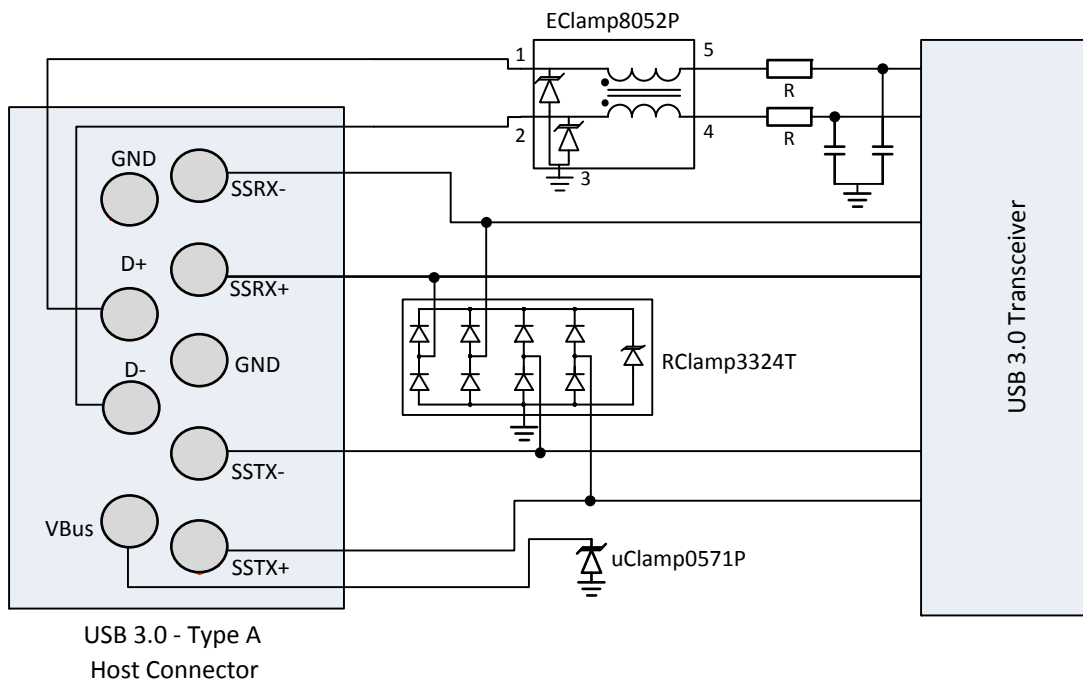 EClamp8052P
1
5
R
2
4
R
3
GND
SSRX-
D+
SSRX+
D-
GND
RClamp3324T
USB 3.0 Transceiver
SSTX-
VBus
SSTX+
uClamp0571P
USB 3.0 - Type A
Host Connector